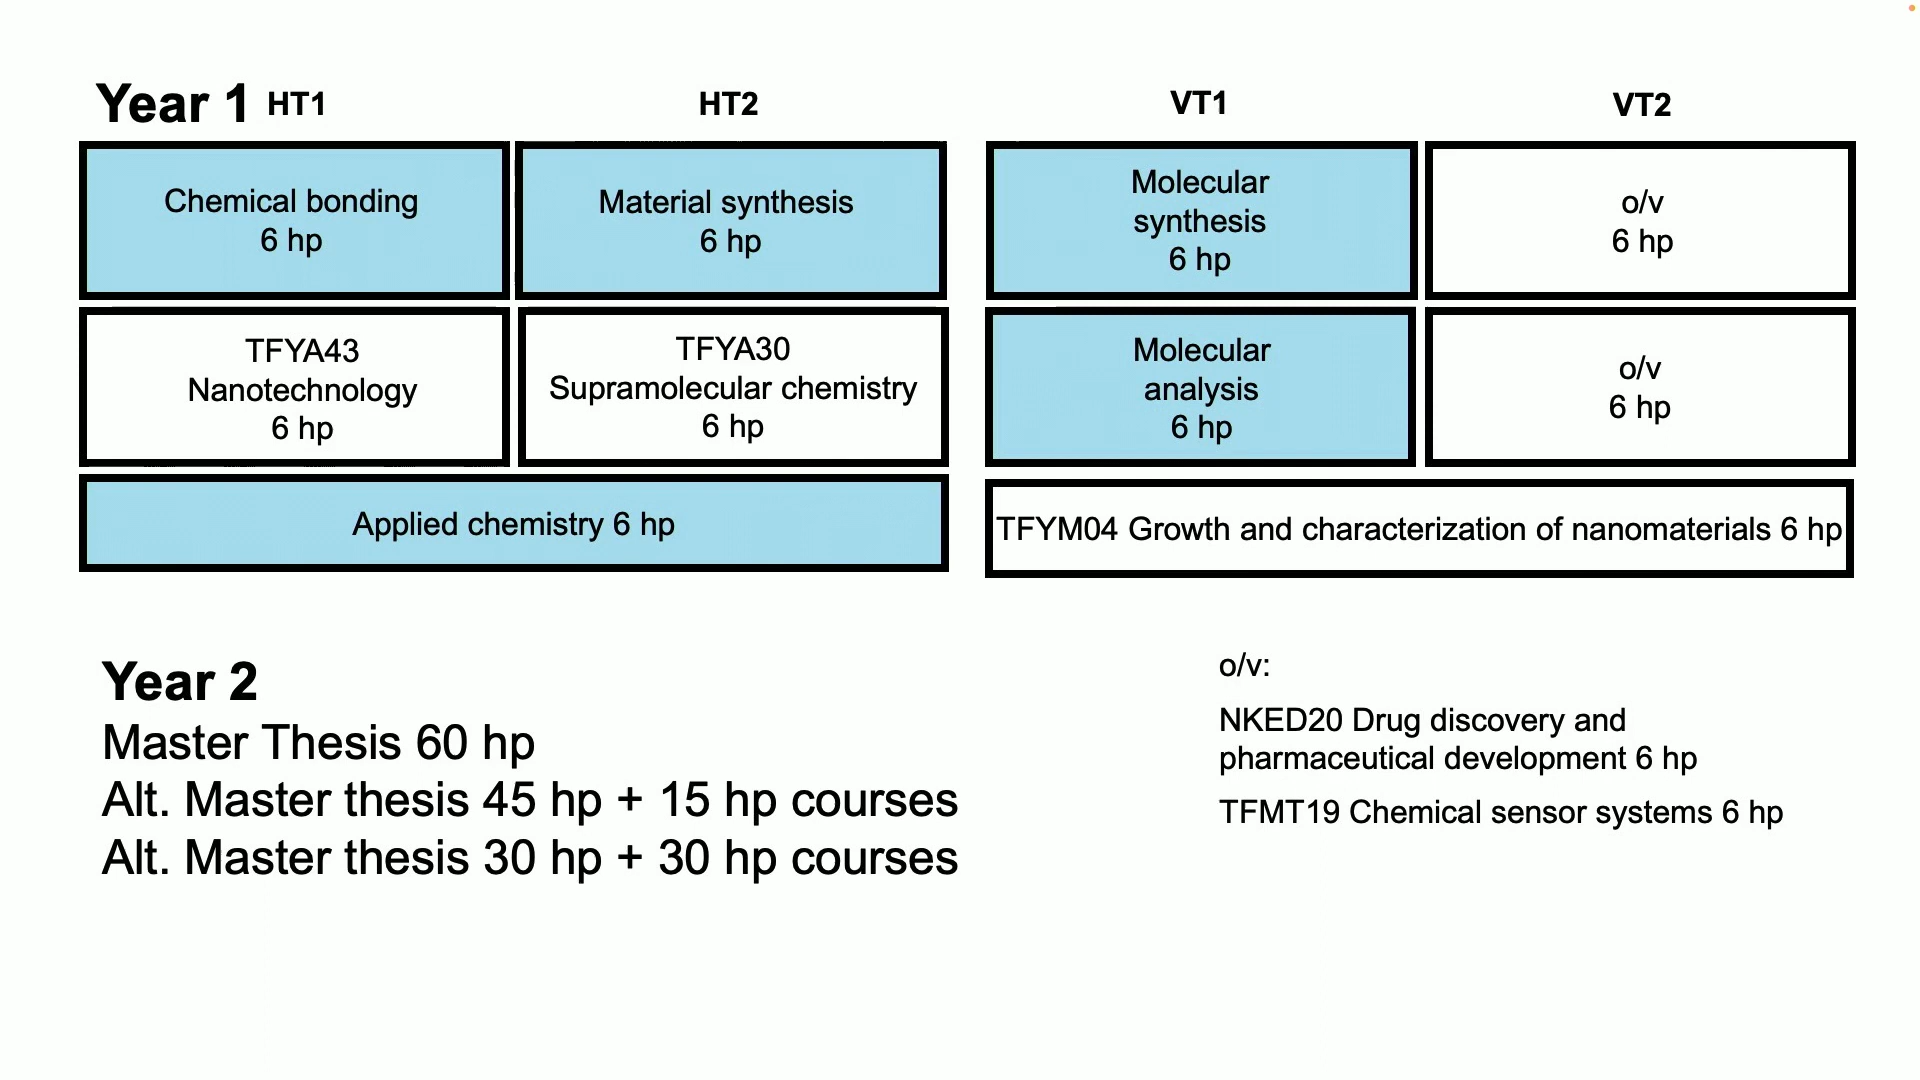 Year 1 HT1 HT2 VT1 VT2
Chemical bonding
6 hp
Material synthesis
6 hp
Molecular
synthesis
6 hp
o/v
6 hp
TFYA43
Nanotechnology
6 hp
TFYA30
Supramolecular chemistry
6 hp
Molecular
analysis
6 hp
o/v
6 hp
Applied chemistry 6 hp
TFYM04 Growth and characterization of nanomaterials 6 hp
Year 2
Master Thesis 60 hp
Alt. Master thesis 45 hp + 15 hp courses
Alt. Master thesis 30 hp + 30 hp courses
o/v:
NKED20 Drug discovery and
pharmaceutical development 6 hp
TFMT19 Chemical sensor systems 6 hp